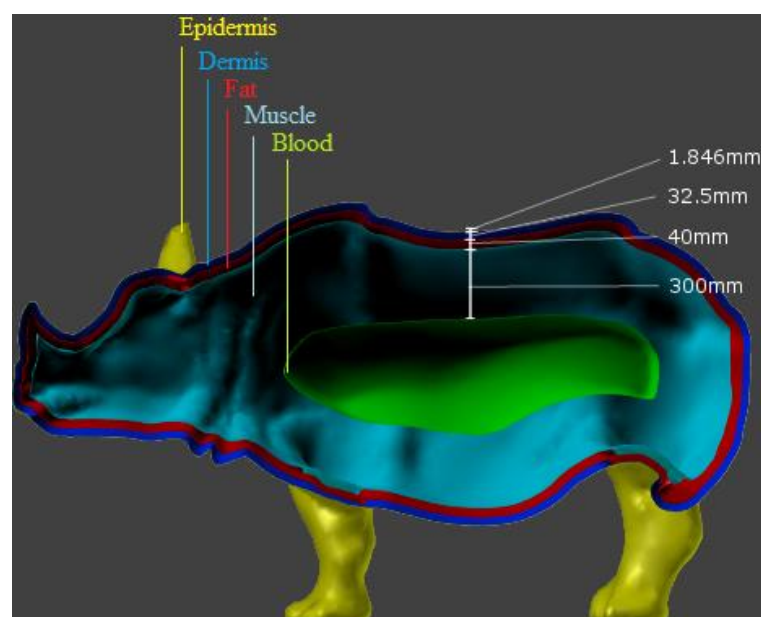 Epidermis
Dermis
Fat
Muscle
Blood
1.846mm
32.5mm
40mm
300mm